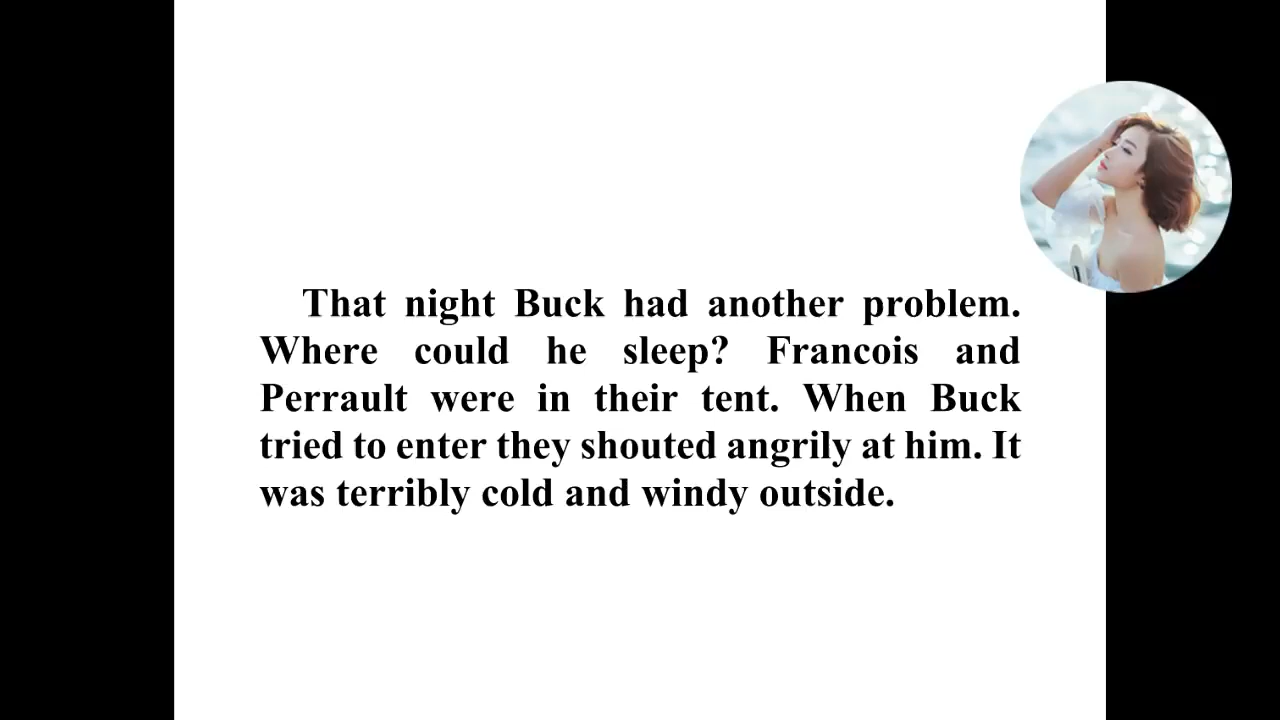 That night Buck had another problem.
Where could he sleep? Francois and
Perrault were in their tent. When Buck
tried to enter they shouted angrily at him. It
was terribly cold and windy outside.